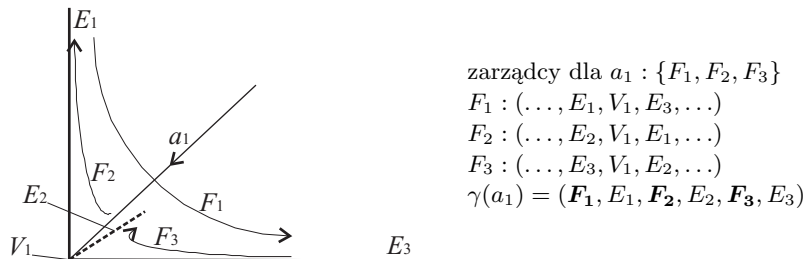 E1
a1
F2
E2
F1
F3
V1
E3
zarządcy dla a₁ : {F₁, F₂, F₃}
F₁ : (. . . , E₁, V₁, E₃, . . .)
F₂ : (. . . , E₂, V₁, E₁, . . .)
F₃ : (. . . , E₃, V₁, E₂, . . .)
γ(a₁) = (F₁, E₁, F₂, E₂, F₃, E₃)